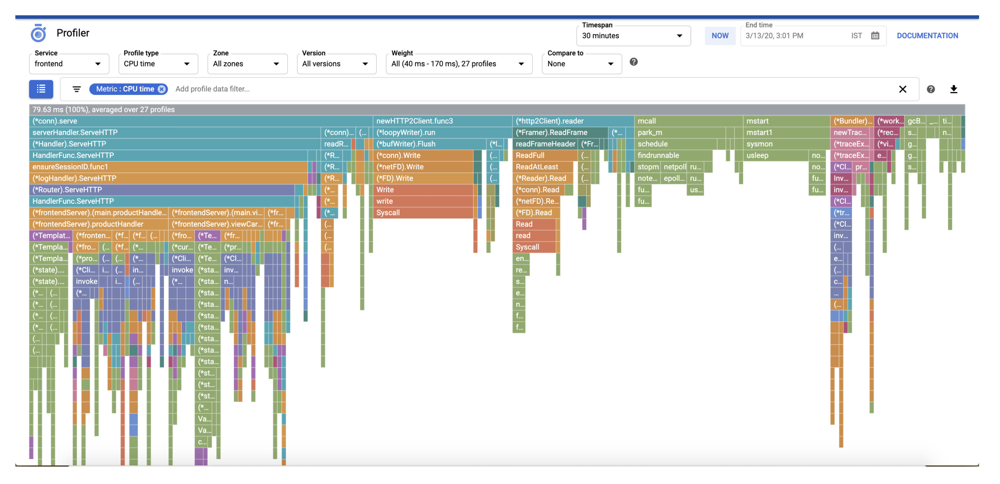 Profiler
Timespan
30 minutes
NOW
End time
3/13/20, 3:01 PM IST
DOCUMENTATION
Service
frontend
Profile type
CPU time
Zone
All zones
Version
All versions
Weight
All (40 ms - 170 ms), 27 profiles
Compare to
None
Metric : CPU time
Add profile data filter...
79.63 ms (100%), averaged over 27 profiles
(*conn).serve newHTTP2Client.func3 (*http2Client).reader mcall mstart (*Bundler)... (*work... gcB... _... ti...
serverHandler.ServeHTTP (*conn)... (... (*loopyWriter).run (*Framer).ReadFrame (*... park_m mstart1 newTrac... (*rec... s... n...
(*Handler).ServeHTTP readR... (*bufWriter).Flush (*l... readFrameHeader (*Fr... schedule sysmon (*traceEx... (*vi... g...
HandlerFunc.ServeHTTP (*R... (*conn).Write (... ReadFull (... findrunnable usleep no... (*traceEx... e... g...
ensureSessionID.func1 (*R... (*netFD).Write (... ReadAtLeast (... stopm netpoll ru... no... (*Cl... pr... s...
(*logHandler).ServeHTTP (*R... (*FD).Write (... (*Reader).Read (... note... epoll... ru... fu... Inv...
(*Router).ServeHTTP (*... Write (*conn).Read fu... us... fu... inv...
HandlerFunc.ServeHTTP (*... write (*netFD).Re... fu... (*Cl...
(*frontendServer).(main.productHandle... (*frontendServer).(main.vi... (*fr... (*... Syscall (*FD).Read (*tr...
(*frontendServer).productHandler (*frontendServer).viewCar... (*fr... (... Read (*Cl...
(*Templat... (*fronten... (*f... (*f... (... (*fro... (*Te... (*fr... (... read inv...
(*Templa... (*fro... (... (*f... (*... (*cur... (*Te... (*pr... (... Syscall (...
(*Templa... (*pro... (... (... (*... (*Cli... (*Te... (*Cl... en... e...
(*state).... (*Cli... i... (... in... invoke (*sta... inv... re... (...
(*state).... invoke i... (... (*... (*sta... n... s... c...
(*... (... (*... (*sta... e... ...
(*... (... (*sta... n... (...
(*... (... (*sta... f...
(*... (... (*sta... f...
(... (*sta...
(... (*sta...
(*sta...
(*st...
(*st...
(*st...
(*...
Va...
Va...
c...